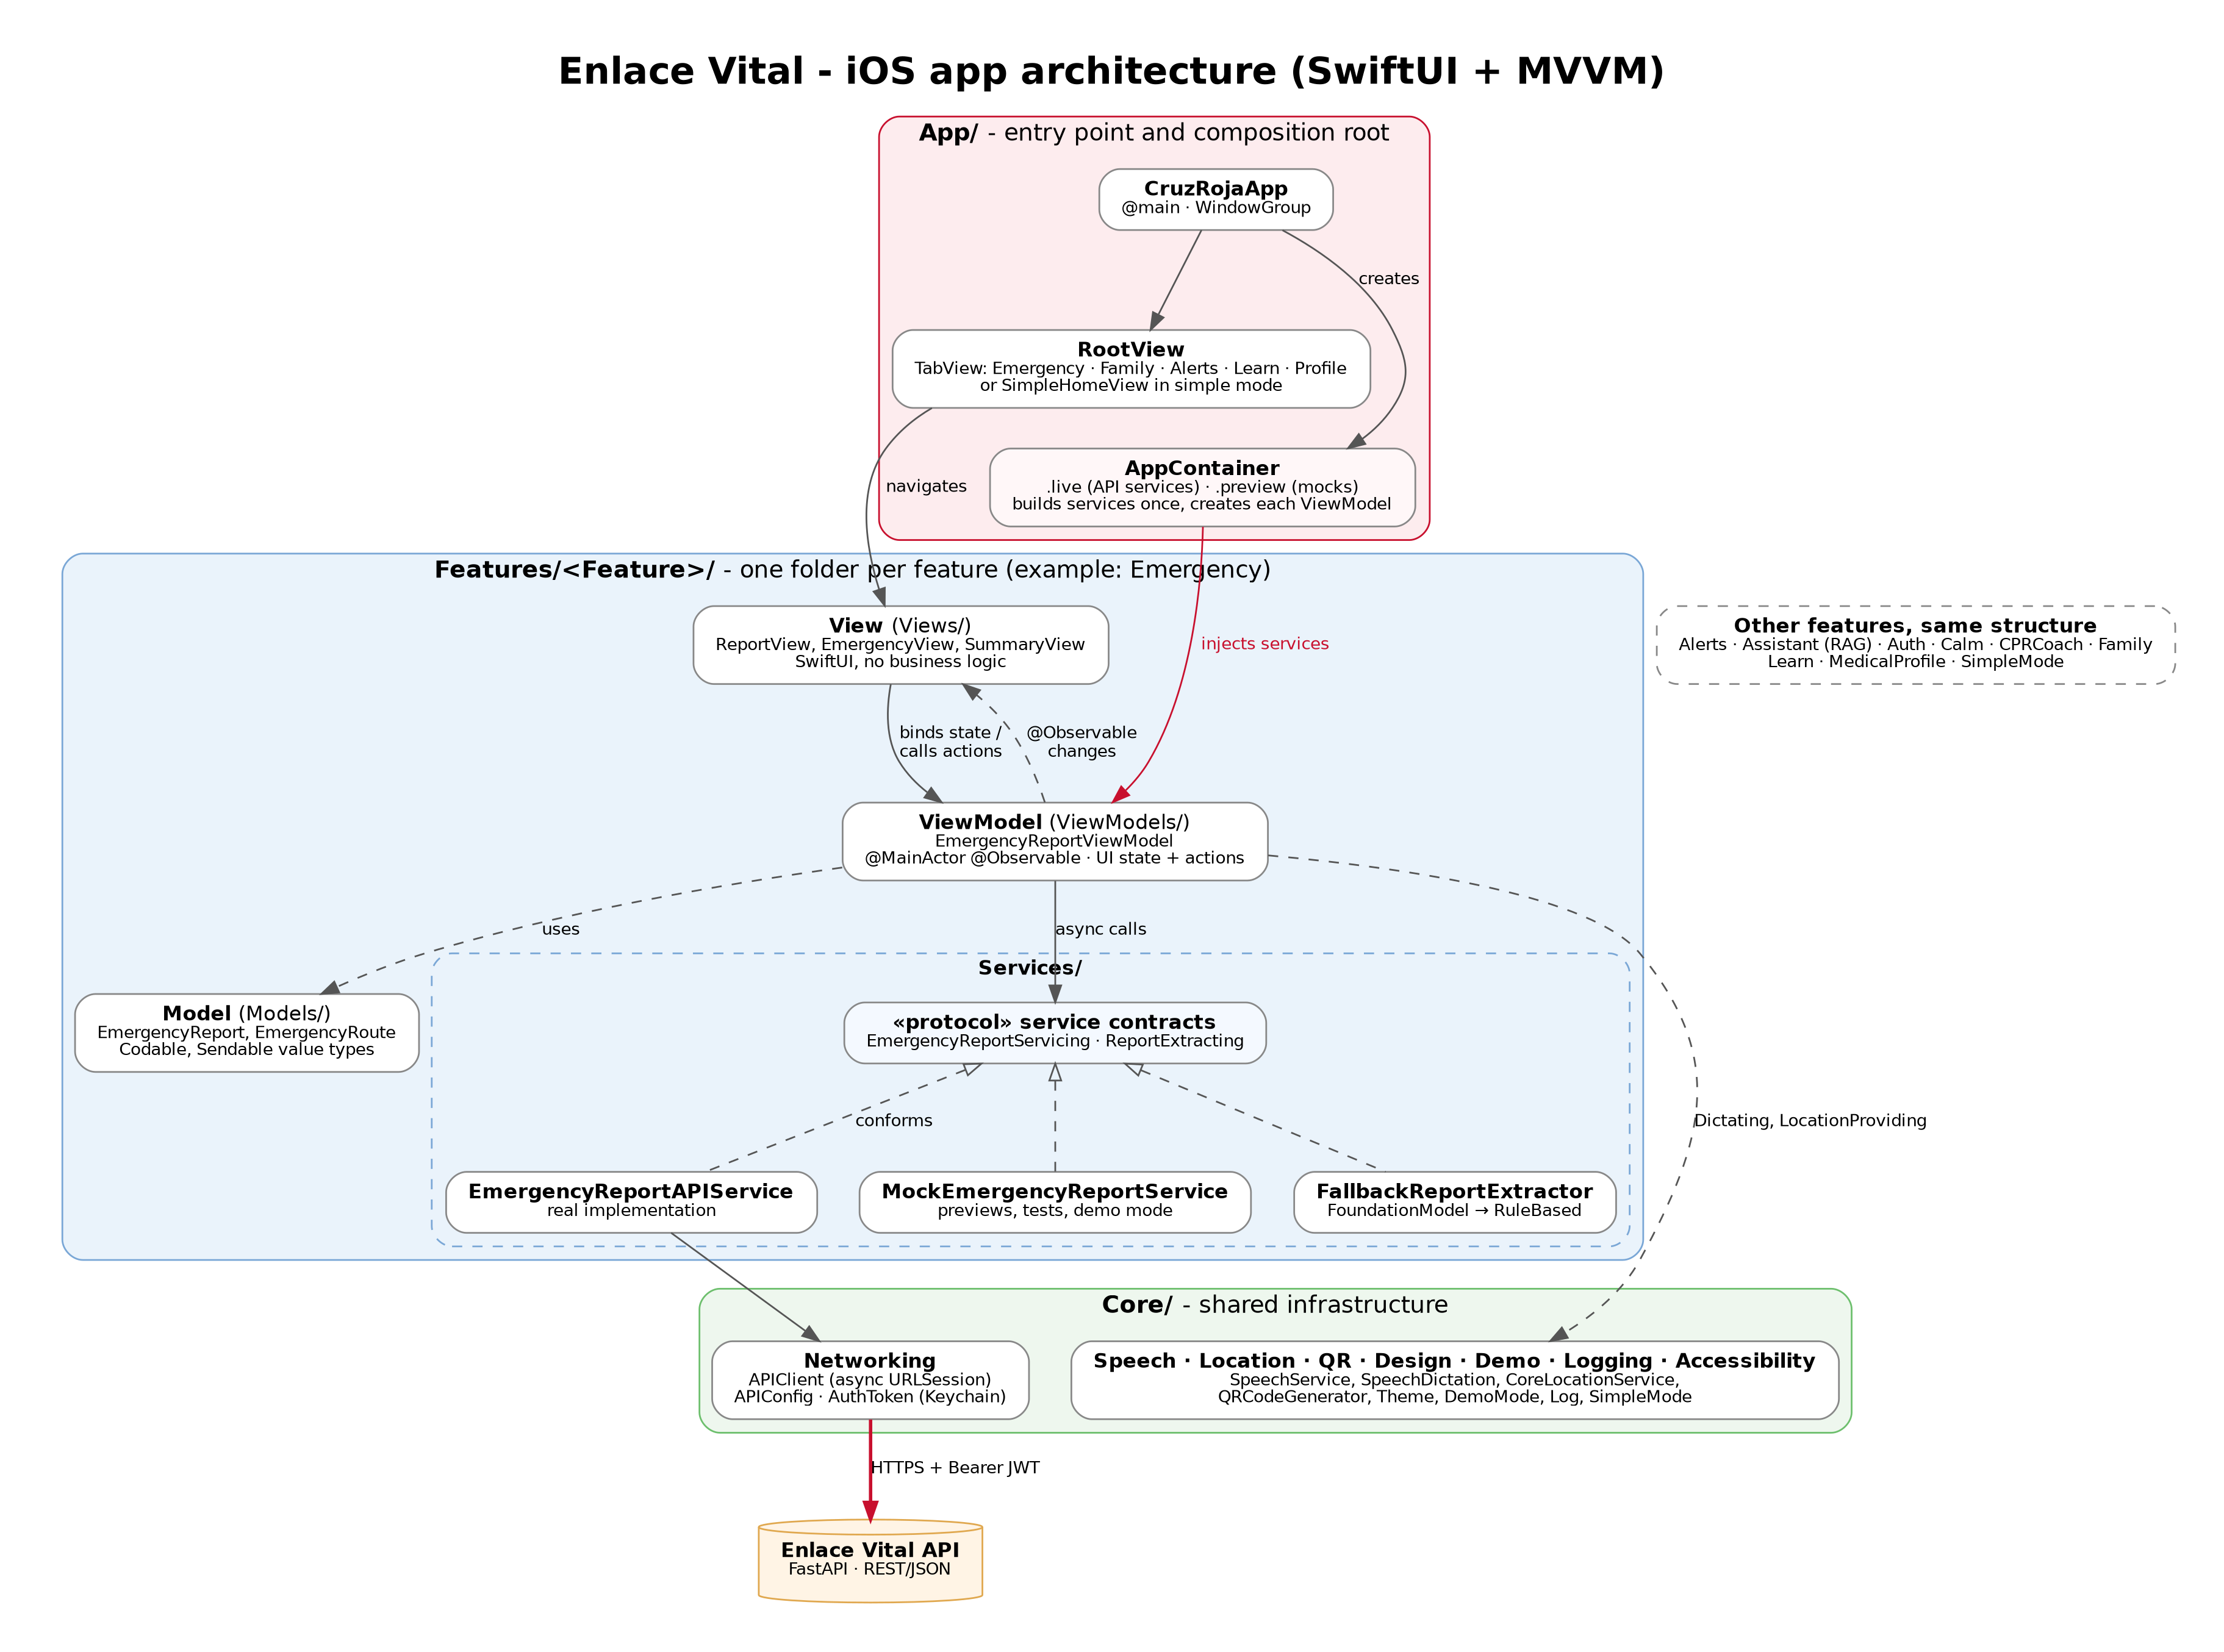 Enlace Vital - iOS app architecture (SwiftUI + MVVM)
App/ - entry point and composition root
CruzRojaApp
@main · WindowGroup
creates
RootView
TabView: Emergency · Family · Alerts · Learn · Profile
or SimpleHomeView in simple mode
navigates
AppContainer
.live (API services) · .preview (mocks)
builds services once, creates each ViewModel
Features/<Feature>/ - one folder per feature (example: Emergency)
View (Views/)
ReportView, EmergencyView, SummaryView
SwiftUI, no business logic
injects services
Other features, same structure
Alerts · Assistant (RAG) · Auth · Calm · CPRCoach · Family
Learn · MedicalProfile · SimpleMode
binds state /
calls actions
@Observable
changes
ViewModel (ViewModels/)
EmergencyReportViewModel
@MainActor @Observable · UI state + actions
uses
async calls
Services/
Model (Models/)
EmergencyReport, EmergencyRoute
Codable, Sendable value types
«protocol» service contracts
EmergencyReportServicing · ReportExtracting
conforms
Dictating, LocationProviding
EmergencyReportAPIService
real implementation
MockEmergencyReportService
previews, tests, demo mode
FallbackReportExtractor
FoundationModel → RuleBased
Core/ - shared infrastructure
Networking
APIClient (async URLSession)
APIConfig · AuthToken (Keychain)
Speech · Location · QR · Design · Demo · Logging · Accessibility
SpeechService, SpeechDictation, CoreLocationService,
QRCodeGenerator, Theme, DemoMode, Log, SimpleMode
HTTPS + Bearer JWT
Enlace Vital API
FastAPI · REST/JSON